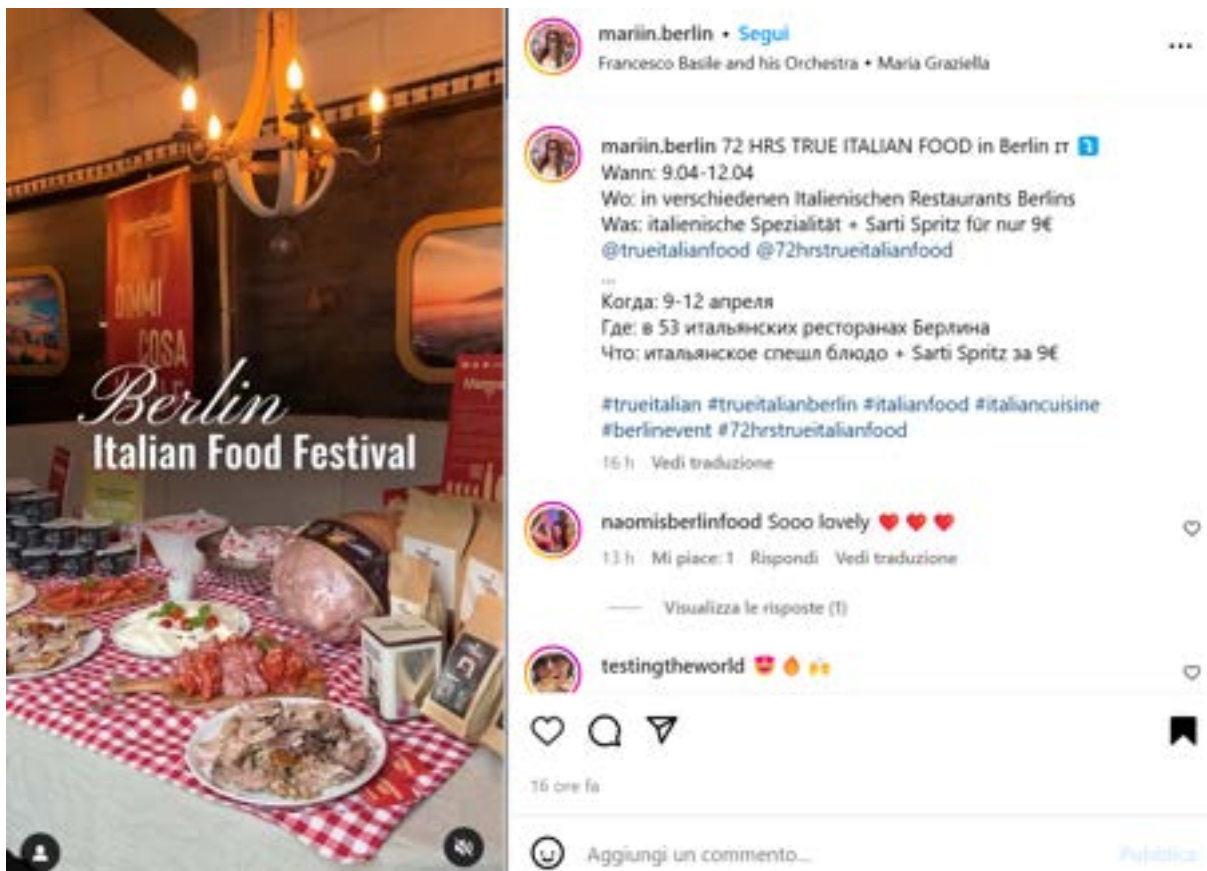 DIMMI
COSA
Berlin
Italian Food Festival
mariin.berlin • Segui
Francesco Basile and his Orchestra • Maria Graziella
mariin.berlin 72 HRS TRUE ITALIAN FOOD in Berlin IT ⤵️
Wann: 9.04-12.04
Wo: in verschiedenen Italienischen Restaurants Berlins
Was: italienische Spezialität + Sarti Spritz für nur 9€
@trueitalianfood @72hrstrueitalianfood
...
Когда: 9-12 апреля
Где: в 53 итальянских ресторанах Берлина
Что: итальянское спешл блюдо + Sarti Spritz за 9€
#trueitalian #trueitalianberlin #italianfood #italiancuisine
#berlinevent #72hrstrueitalianfood
16 h Vedi traduzione
naomisberlinfood Sooo lovely ❤️ ❤️ ❤️
13 h Mi piace: 1 Rispondi Vedi traduzione
Visualizza le risposte (1)
testingtheworld 😍 🔥 🙌
16 ore fa
Aggiungi un commento...
Pubblica